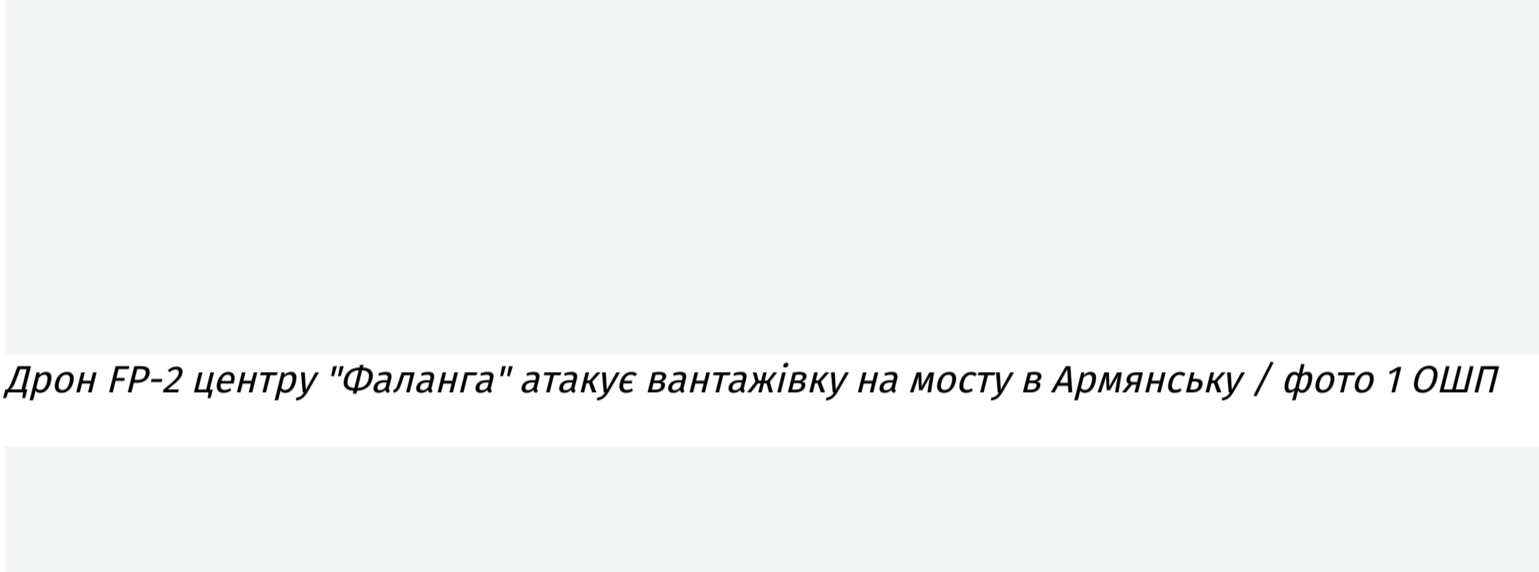 Дрон FP-2 центру "Фаланга" атакує вантажівку на мосту в Армянську / фото 1 ОШП